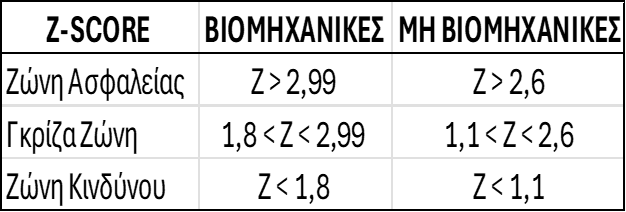 Z-SCORE ΒΙΟΜΗΧΑΝΙΚΕΣ ΜΗ ΒΙΟΜΗΧΑΝΙΚΕΣ
Ζώνη Ασφαλείας Z > 2,99 Z > 2,6
Γκρίζα Ζώνη 1,8 < Z < 2,99 1,1 < Z < 2,6
Ζώνη Κινδύνου Z < 1,8 Z < 1,1